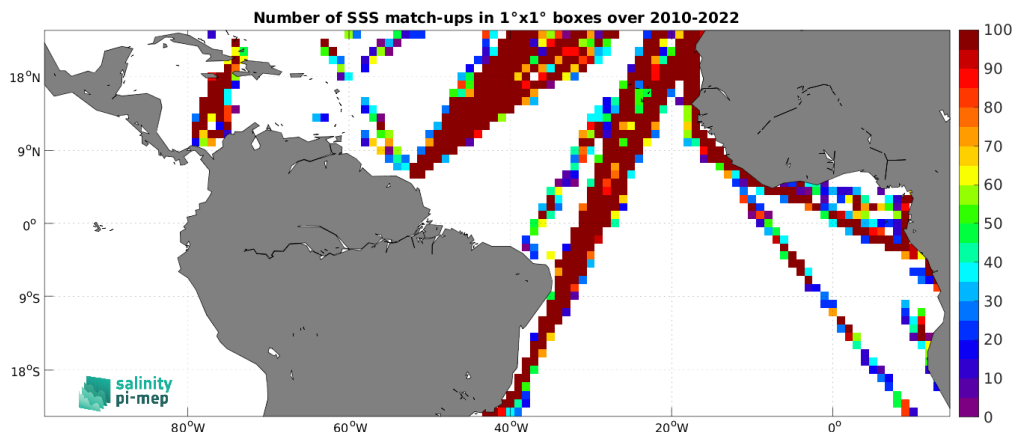 Number of SSS match-ups in 1°x1° boxes over 2010-2022
100
90
80
70
60
50
40
30
20
10
0
18°N
9°N
0°
9°S
18°S
80°W
60°W
40°W
20°W
0°
salinity
pi-mep